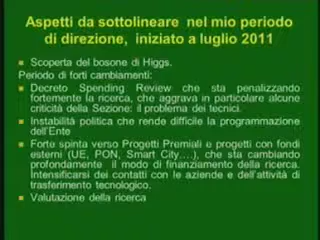 Aspetti da sottolineare nel mio periodo
di direzione, iniziato a luglio 2011
Scoperta del bosone di Higgs.
Periodo di forti cambiamenti:
Decreto Spending Review che sta penalizzando
fortemente la ricerca, che aggrava in particolare alcune
criticità della Sezione: il problema dei tecnici.
Instabilità politica che rende difficile la programmazione
dell'Ente
Forte spinta verso Progetti Premiali e progetti con fondi
esterni (UE, PON, Smart City….), che sta cambiando
profondamente il modo di finanziamento della ricerca.
Intensificarsi dei contatti con le aziende e dell'attività di
trasferimento tecnologico.
Valutazione della ricerca